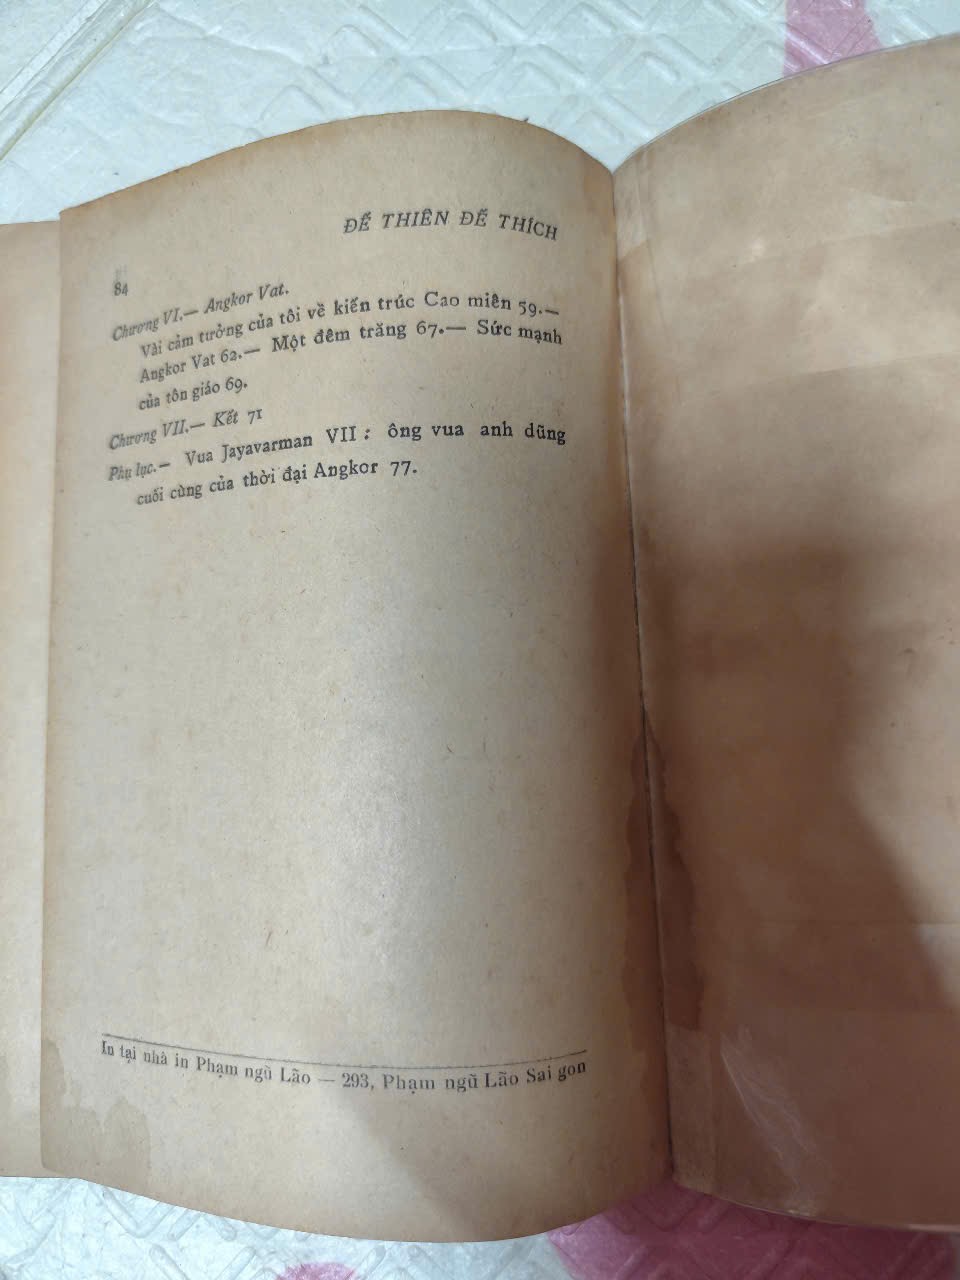 ĐẾ THIÊN ĐẾ THÍCH
84
Chương VI.— Angkor Vat.
Vài cảm tưởng của tôi về kiến trúc Cao miên 59.—
Angkor Vat 62.— Một đêm trăng 67.— Sức mạnh
của tôn giáo 69.
Chương VII.— Kết 71
Phụ lục.— Vua Jayavarman VII : ông vua anh dũng
cuối cùng của thời đại Angkor 77.
In tại nhà in Phạm ngũ Lão — 293, Phạm ngũ Lão Sai gon